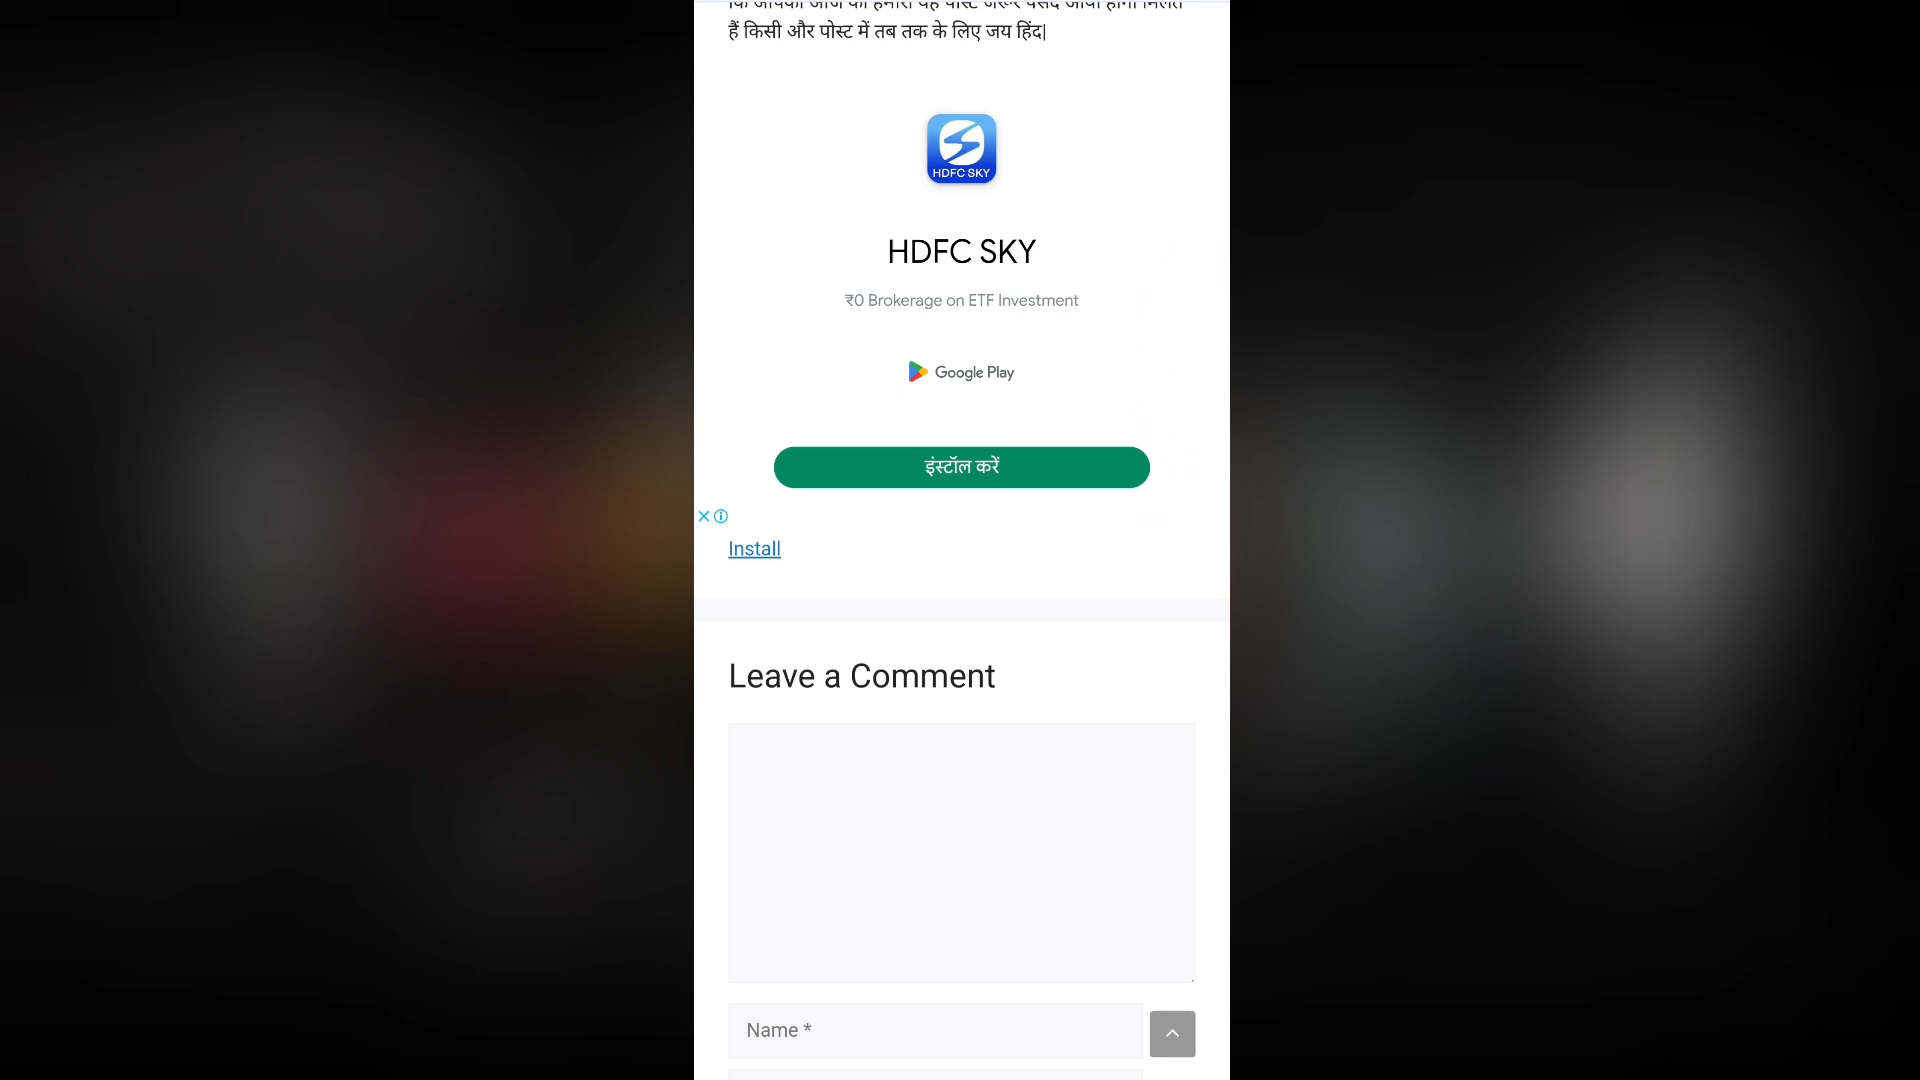 हैं किसी और पोस्ट में तब तक के लिए जय हिंद|
HDFC SKY
HDFC SKY
₹0 Brokerage on ETF Investment
Google Play
इंस्टॉल करें
Install
Leave a Comment
Name *